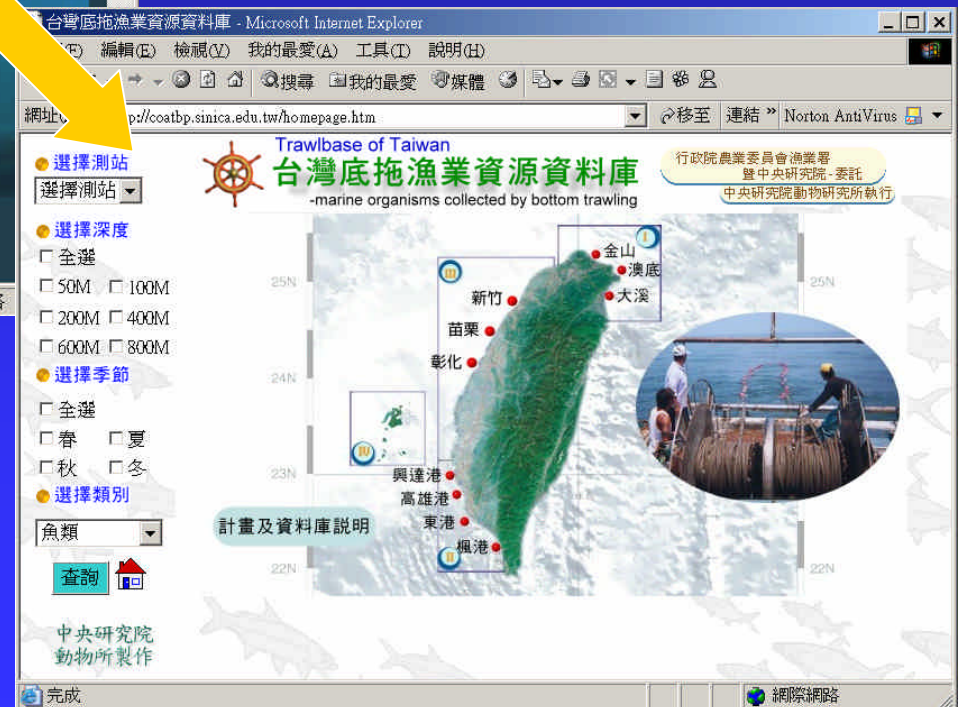 台灣底拖漁業資源資料庫 - Microsoft Internet Explorer
編輯(E) 檢視(V) 我的最愛(A) 工具(T) 說明(H)
搜尋 我的最愛 媒體
網址 p://coatbp.sinica.edu.tw/homepage.htm 移至 連結 » Norton AntiVirus
選擇測站
選擇測站
選擇深度
全選
50M 100M
200M 400M
600M 800M
選擇季節
全選
春 夏
秋 冬
選擇類別
魚類
查詢
中央研究院
動物所製作
Trawlbase of Taiwan
台灣底拖漁業資源資料庫
-marine organisms collected by bottom trawling
行政院農業委員會漁業署
暨中央研究院-委託
中央研究院動物研究所執行
I
金山
澳底
25N 25N
III
新竹
大溪
苗栗
彰化
24N
IV
23N
興達港
高雄港
東港
計畫及資料庫説明
II
楓港
22N 22N
完成 網際網路